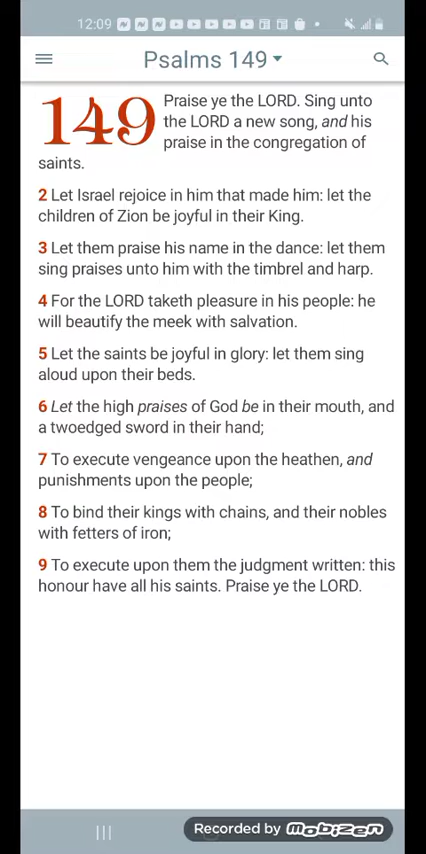 12:09
Psalms 149
149 Praise ye the LORD. Sing unto
the LORD a new song, and his
praise in the congregation of
saints.
2 Let Israel rejoice in him that made him: let the
children of Zion be joyful in their King.
3 Let them praise his name in the dance: let them
sing praises unto him with the timbrel and harp.
4 For the LORD taketh pleasure in his people: he
will beautify the meek with salvation.
5 Let the saints be joyful in glory: let them sing
aloud upon their beds.
6 Let the high praises of God be in their mouth, and
a twoedged sword in their hand;
7 To execute vengeance upon the heathen, and
punishments upon the people;
8 To bind their kings with chains, and their nobles
with fetters of iron;
9 To execute upon them the judgment written: this
honour have all his saints. Praise ye the LORD.
Recorded by mobizen